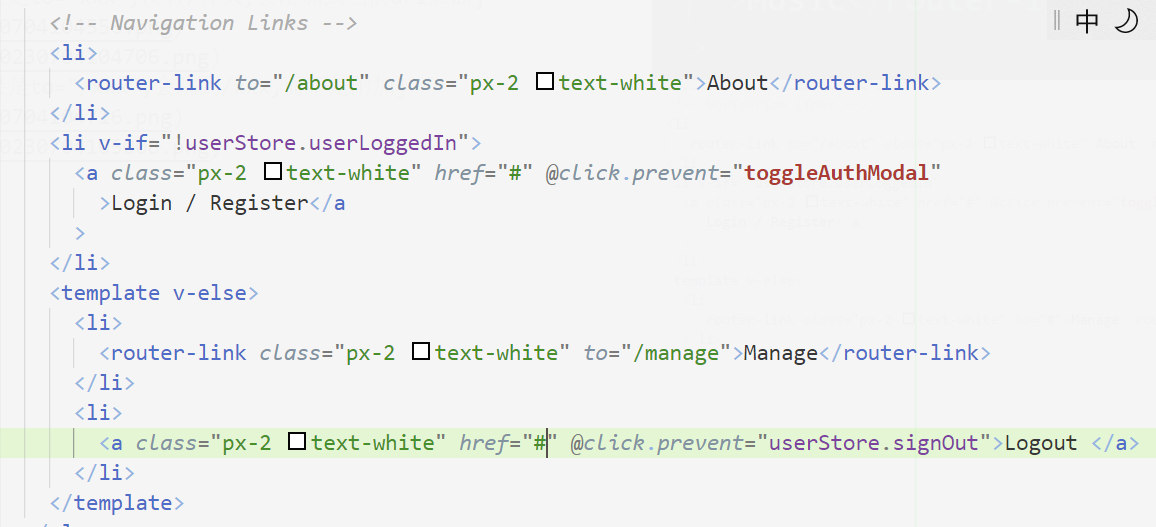 <!-- Navigation Links -->
<li>
<router-link to="/about" class="px-2 text-white">About</router-link>
</li>
<li v-if="!userStore.userLoggedIn">
<a class="px-2 text-white" href="#" @click.prevent="toggleAuthModal"
>Login / Register</a
>
</li>
<template v-else>
<li>
<router-link class="px-2 text-white" to="/manage">Manage</router-link>
</li>
<li>
<a class="px-2 text-white" href="#" @click.prevent="userStore.signOut">Logout </a>
</li>
</template>
中